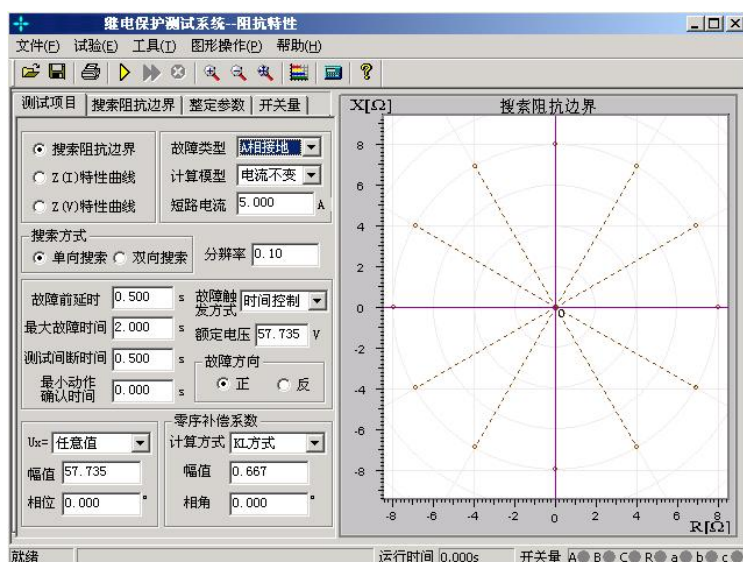 继电保护测试系统--阻抗特性
文件(F) 试验(E) 工具(T) 图形操作(P) 帮助(H)
测试项目 搜索阻抗边界 整定参数 开关量
搜索阻抗边界 故障类型 A相接地
Z(I)特性曲线 计算模型 电流不变
Z(V)特性曲线 短路电流 5.000 A
搜索方式
单向搜索 双向搜索 分辨率 0.10
故障前延时 0.500 s 故障触发方式 时间控制
最大故障时间 2.000 s 额定电压 57.735 V
测试间断时间 0.500 s 故障方向
最小动作确认时间 0.000 s 正 反
零序补偿系数
Ux= 任意值 计算方式 KL方式
幅值 57.735 幅值 0.667
相位 0.000 ° 相角 0.000 °
X[Ω] 搜索阻抗边界
8
6
4
2
0
0
-2
-4
-6
-8
-8 -6 -4 -2 0 2 4 6 8
R[Ω]
就绪 运行时间 0.000s 开关量 A B C R a b c